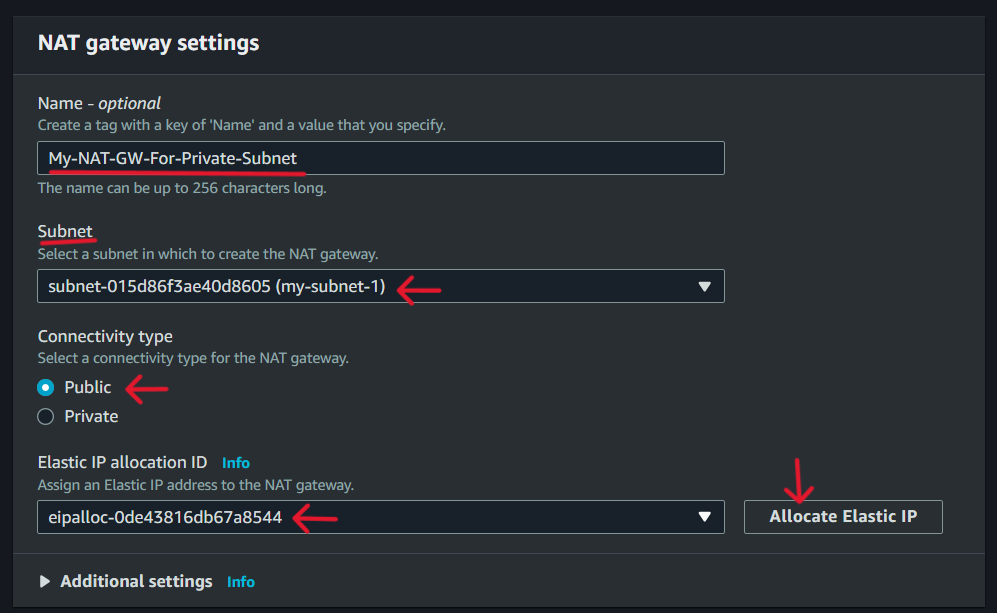 NAT gateway settings
Name - optional
Create a tag with a key of 'Name' and a value that you specify.
My-NAT-GW-For-Private-Subnet
The name can be up to 256 characters long.
Subnet
Select a subnet in which to create the NAT gateway.
subnet-015d86f3ae40d8605 (my-subnet-1)
Connectivity type
Select a connectivity type for the NAT gateway.
Public
Private
Elastic IP allocation ID Info
Assign an Elastic IP address to the NAT gateway.
eipalloc-0de43816db67a8544
Allocate Elastic IP
Additional settings Info